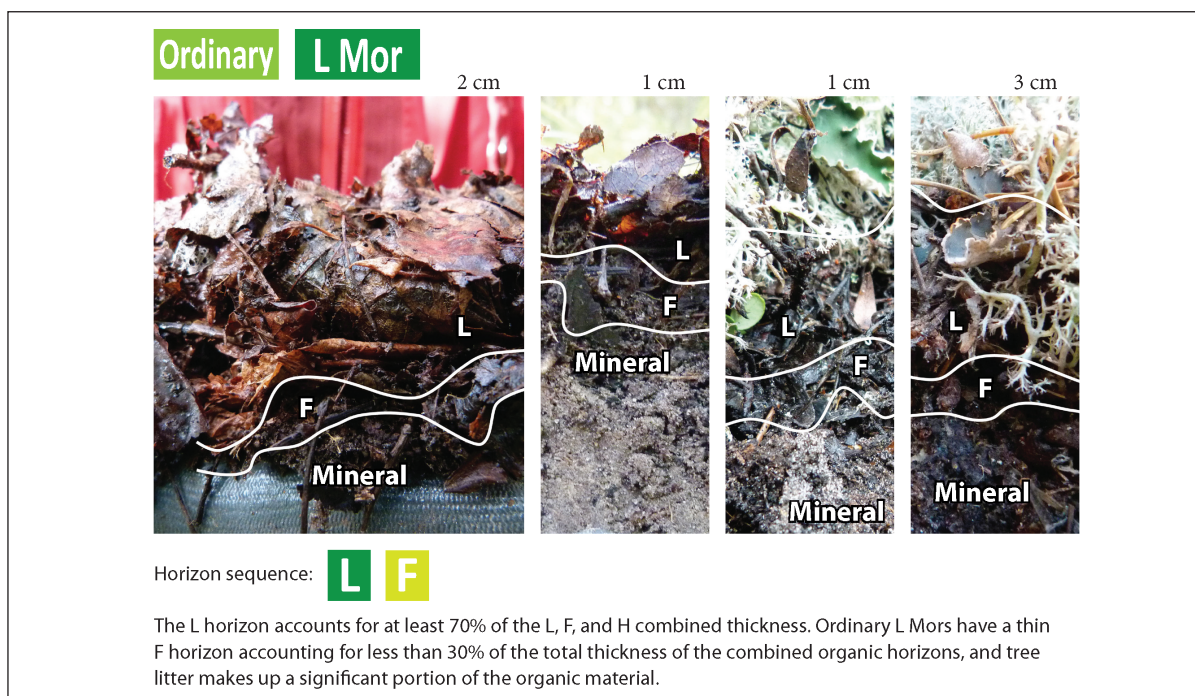 Ordinary L Mor
2 cm 1 cm 1 cm 3 cm
L
F
Mineral
L
F
Mineral
L
F
Mineral
L
F
Mineral
Horizon sequence: L F
The L horizon accounts for at least 70% of the L, F, and H combined thickness. Ordinary L Mors have a thin
F horizon accounting for less than 30% of the total thickness of the combined organic horizons, and tree
litter makes up a significant portion of the organic material.